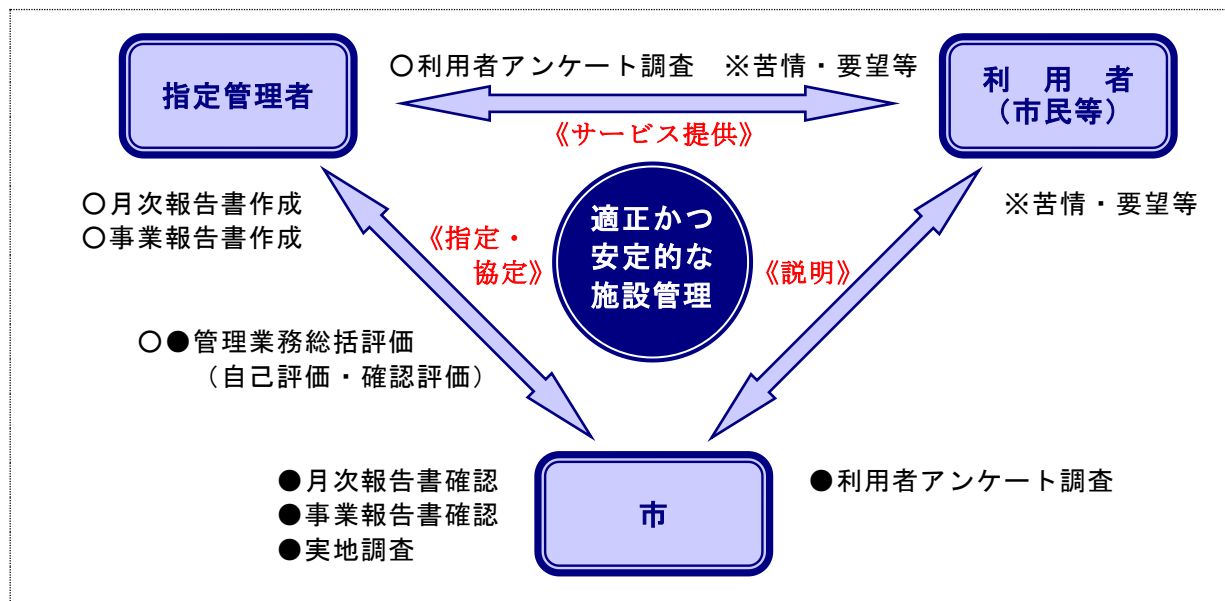 ○利用者アンケート調査　※苦情・要望等
指定管理者
利　用　者
（市民等）
《サービス提供》
○月次報告書作成
○事業報告書作成
※苦情・要望等
適正かつ
安定的な
施設管理
《指定・
協定》
《説明》
○●管理業務総括評価
（自己評価・確認評価）
●月次報告書確認
●事業報告書確認
●実地調査
市
●利用者アンケート調査